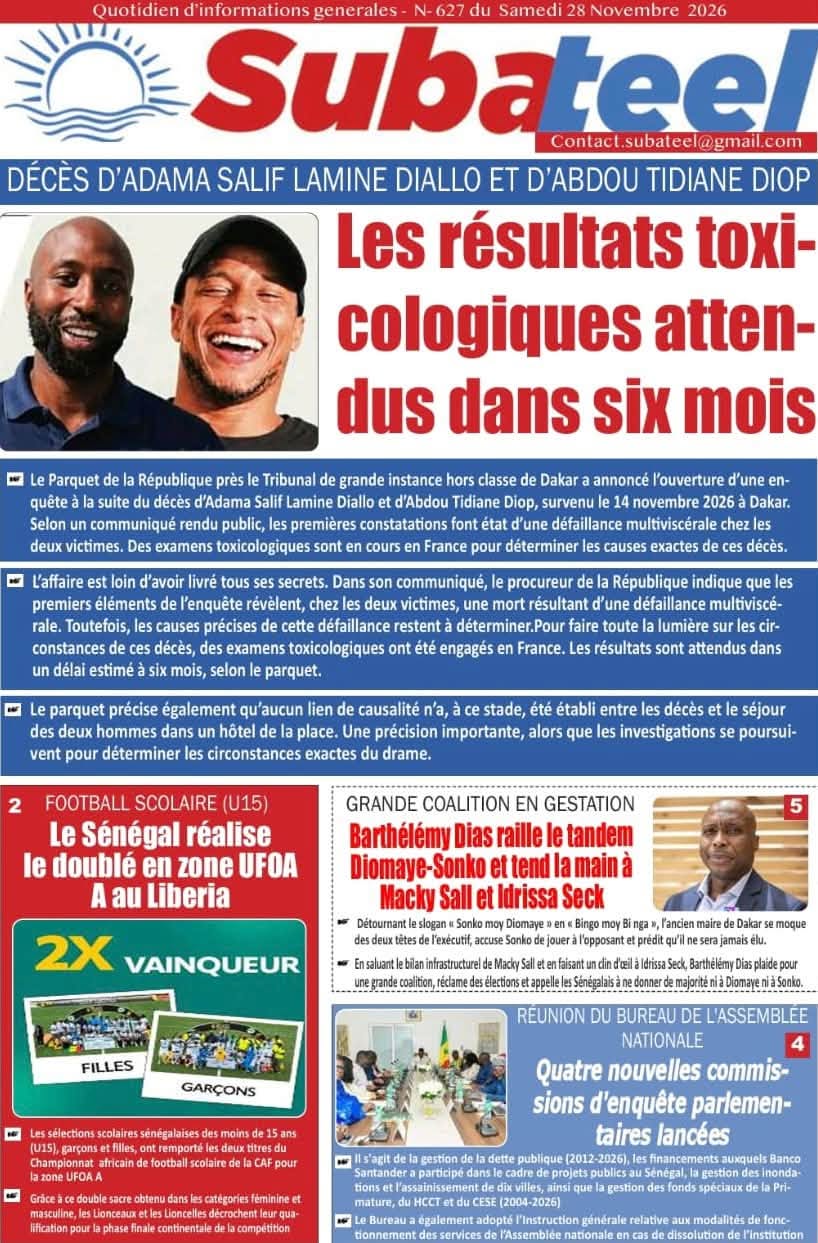 Quotidien d'informations generales - N- 627 du Samedi 28 Novembre 2026
Subateel
Contact.subateel@gmail.com
DÉCÈS D'ADAMA SALIF LAMINE DIALLO ET D'ABDOU TIDIANE DIOP
Les résultats toxi-
cologiques atten-
dus dans six mois
Le Parquet de la République près le Tribunal de grande instance hors classe de Dakar a annoncé l'ouverture d'une en-
quête à la suite du décès d'Adama Salif Lamine Diallo et d'Abdou Tidiane Diop, survenu le 14 novembre 2026 à Dakar.
Selon un communiqué rendu public, les premières constatations font état d'une défaillance multiviscérale chez les
deux victimes. Des examens toxicologiques sont en cours en France pour déterminer les causes exactes de ces décès.
L'affaire est loin d'avoir livré tous ses secrets. Dans son communiqué, le procureur de la République indique que les
premiers éléments de l'enquête révèlent, chez les deux victimes, une mort résultant d'une défaillance multiviscé-
rale. Toutefois, les causes précises de cette défaillance restent à déterminer.Pour faire toute la lumière sur les cir-
constances de ces décès, des examens toxicologiques ont été engagés en France. Les résultats sont attendus dans
un délai estimé à six mois, selon le parquet.
Le parquet précise également qu'aucun lien de causalité n'a, à ce stade, été établi entre les décès et le séjour
des deux hommes dans un hôtel de la place. Une précision importante, alors que les investigations se poursui-
vent pour déterminer les circonstances exactes du drame.
2 FOOTBALL SCOLAIRE (U15)
Le Sénégal réalise
le doublé en zone UFOA
A au Liberia
2X VAINQUEUR
FILLES
GARÇONS
Les sélections scolaires sénégalaises des moins de 15 ans
(U15), garçons et filles, ont remporté les deux titres du
Championnat africain de football scolaire de la CAF pour
la zone UFOA A
Grâce à ce double sacre obtenu dans les catégories féminine et
masculine, les Lionceaux et les Lioncelles décrochent leur qua-
lification pour la phase finale continentale de la compétition
GRANDE COALITION EN GESTATION 5
Barthélémy Dias raille le tandem
Diomaye-Sonko et tend la main à
Macky Sall et Idrissa Seck
Détournant le slogan « Sonko moy Diomaye » en « Bingo moy Bi nga », l'ancien maire de Dakar se moque
des deux têtes de l'exécutif, accuse Sonko de jouer à l'opposant et prédit qu'il ne sera jamais élu.
En saluant le bilan infrastructurel de Macky Sall et en faisant un clin d'œil à Idrissa Seck, Barthélémy Dias plaide pour
une grande coalition, réclame des élections et appelle les Sénégalais à ne donner de majorité ni à Diomaye ni à Sonko.
RÉUNION DU BUREAU DE L'ASSEMBLÉE
NATIONALE 4
Quatre nouvelles commis-
sions d'enquête parlemen-
taires lancées
Il s'agit de la gestion de la dette publique (2012-2026), les financements auxquels Banco
Santander a participé dans le cadre de projets publics au Sénégal, la gestion des inonda-
tions et l'assainissement de dix villes, ainsi que la gestion des fonds spéciaux de la Pri-
mature, du HCCT et du CESE (2004-2026)
Le Bureau a également adopté l'Instruction générale relative aux modalités de fonc-
tionnement des services de l'Assemblée nationale en cas de dissolution de l'institution